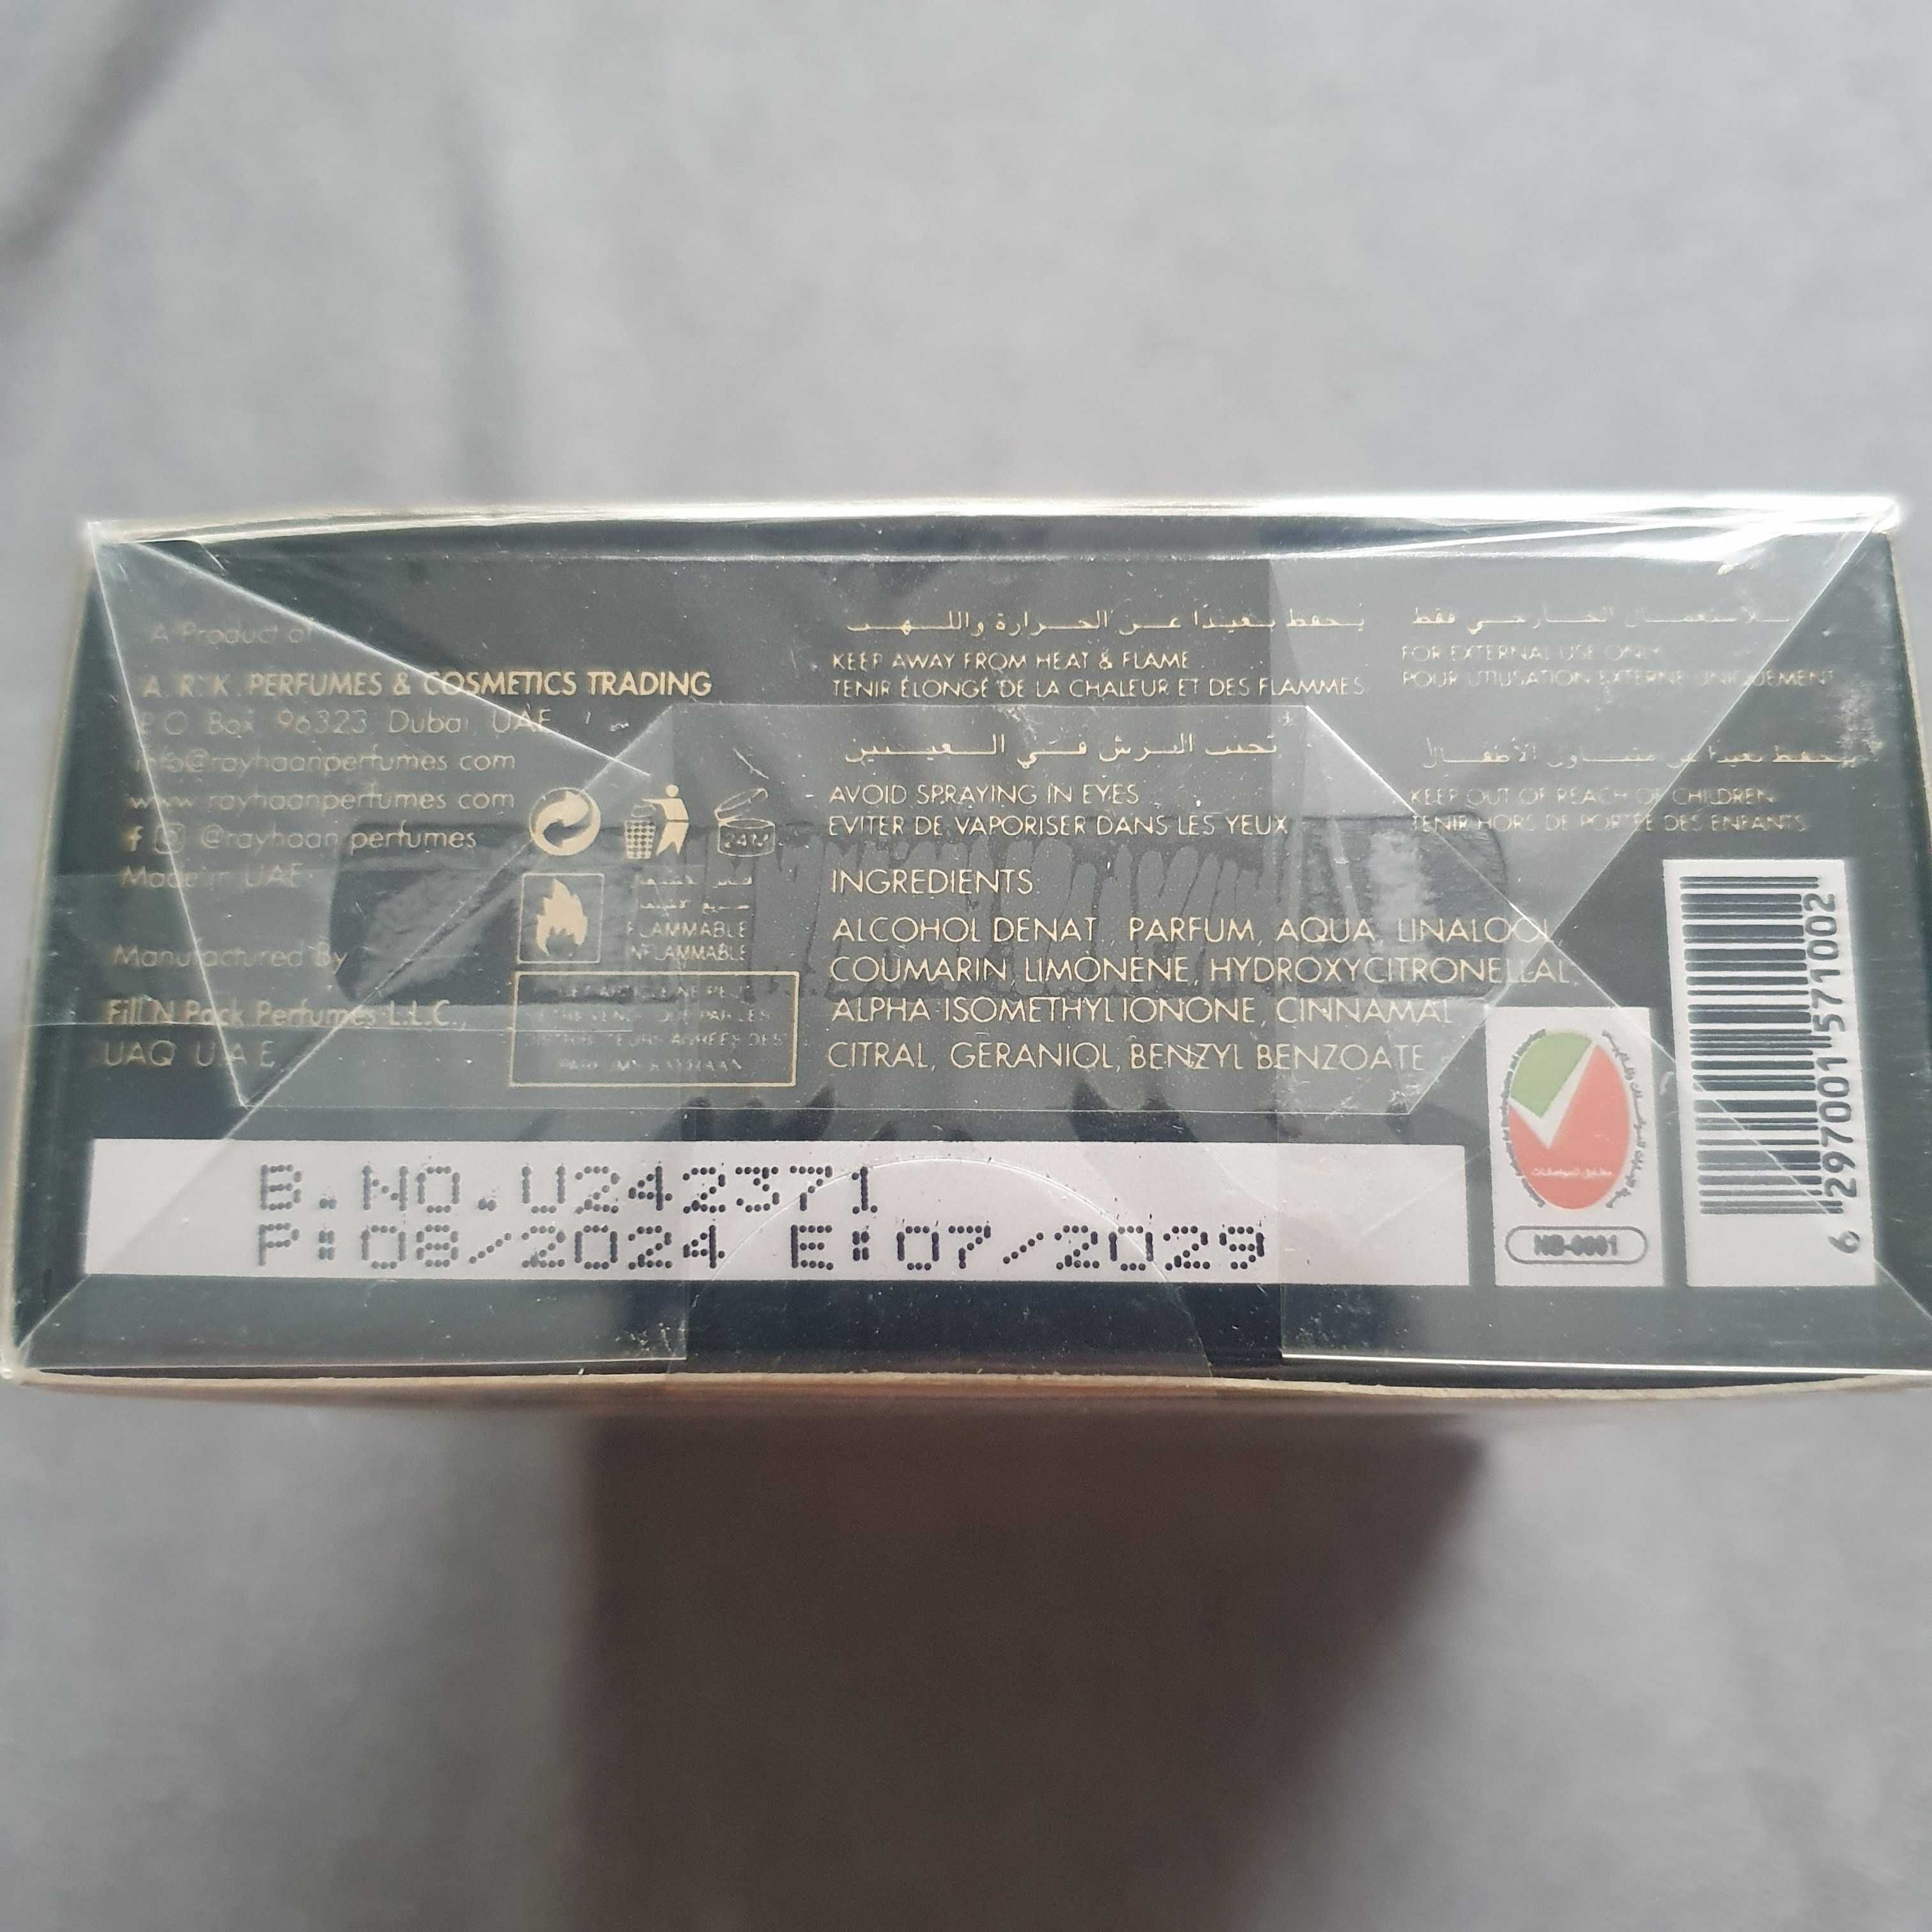 A Product of
A. R. K. PERFUMES & COSMETICS TRADING
P.O Box 96323 Dubai, UAE
info@rayhaanperfumes.com
www.rayhaanperfumes.com
@rayhaan.perfumes
Made in UAE
Manufactured By
Fill N Pack Perfumes L.L.C.,
UAQ U.A.E.
24M
FLAMMABLE
INFLAMMABLE
يحفظ بعيدا عن الحرارة واللهب
KEEP AWAY FROM HEAT & FLAME
TENIR ÉLONGÉ DE LA CHALEUR ET DES FLAMMES
تجنب الرش في العينين
AVOID SPRAYING IN EYES
EVITER DE VAPORISER DANS LES YEUX
INGREDIENTS:
ALCOHOL DENAT., PARFUM, AQUA, LINALOOL,
COUMARIN, LIMONENE, HYDROXYCITRONELLAL,
ALPHA-ISOMETHYL IONONE, CINNAMAL
CITRAL, GERANIOL, BENZYL BENZOATE
للاستعمال الخارجي فقط
FOR EXTERNAL USE ONLY
POUR UTILISATION EXTERNE UNIQUEMENT
يحفظ بعيدا عن متناول الأطفال
KEEP OUT OF REACH OF CHILDREN
TENIR HORS DE PORTÉE DES ENFANTS
B.NO.U242371
P:08/2024 E:07/2029
NB-0001
6 297001 571002